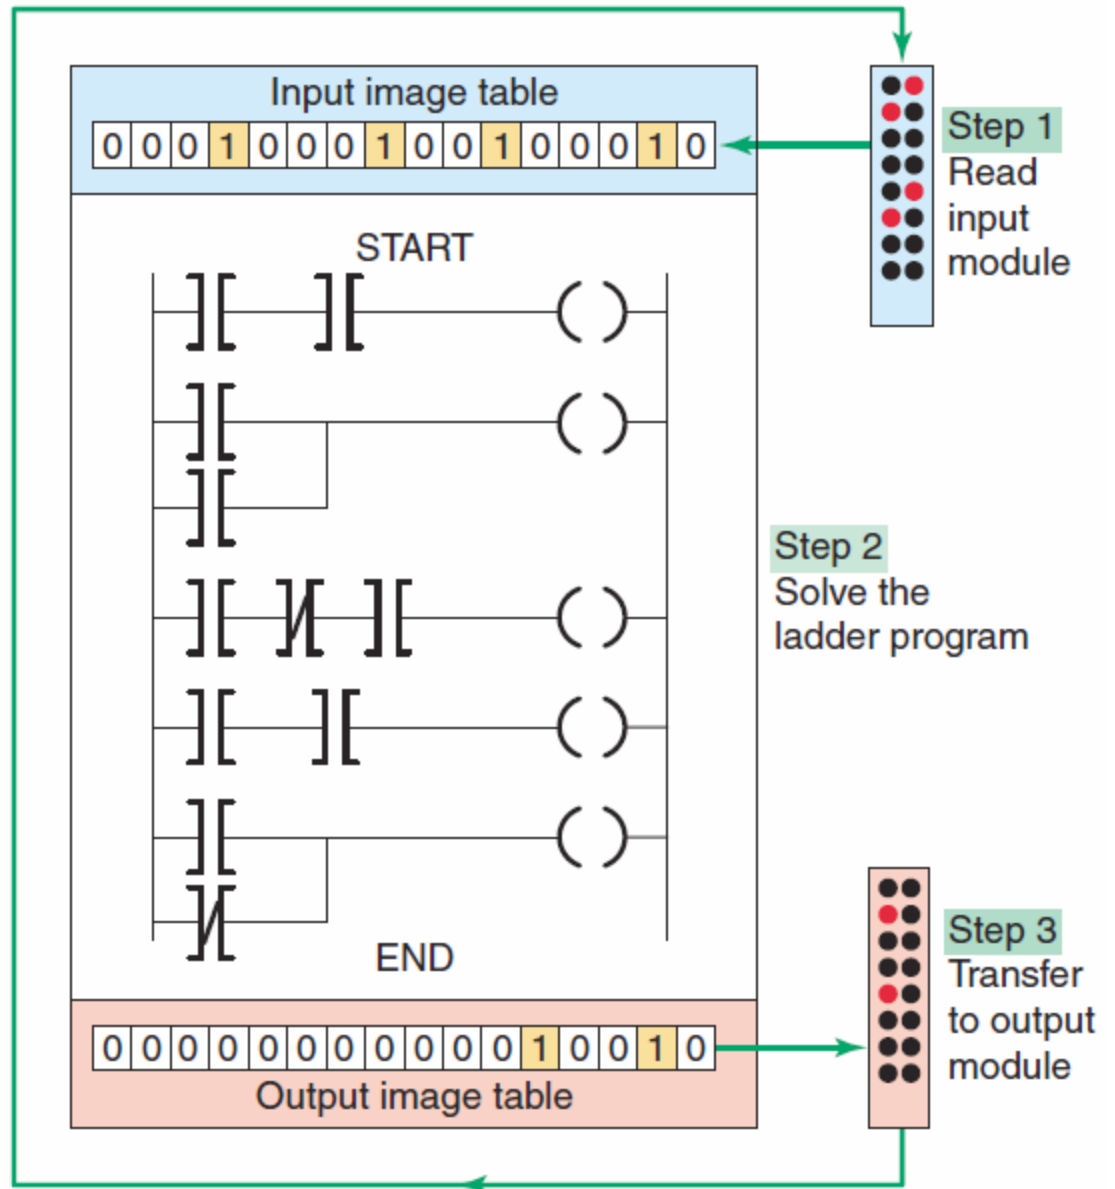 Input image table
0 0 0 1 0 0 0 1 0 0 1 0 0 0 1 0
Step 1
Read
input
module
START
Step 2
Solve the
ladder program
END
Step 3
Transfer
to output
module
0 0 0 0 0 0 0 0 0 0 0 1 0 0 1 0
Output image table